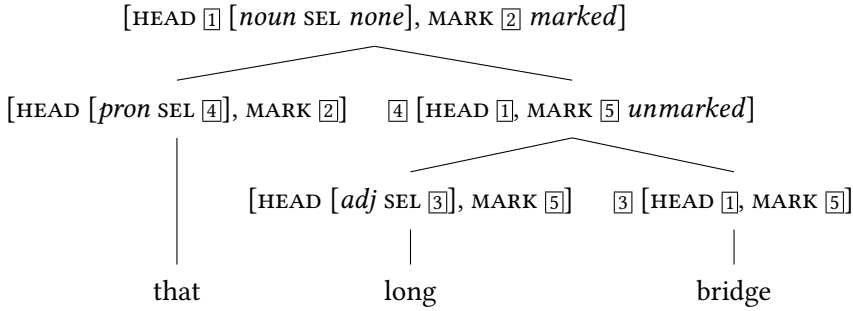 [HEAD 1 [noun SEL none], MARK 2 marked]
[HEAD [pron SEL 4], MARK 2] 4 [HEAD 1, MARK 5 unmarked]
[HEAD [adj SEL 3], MARK 5] 3 [HEAD 1, MARK 5]
that long bridge